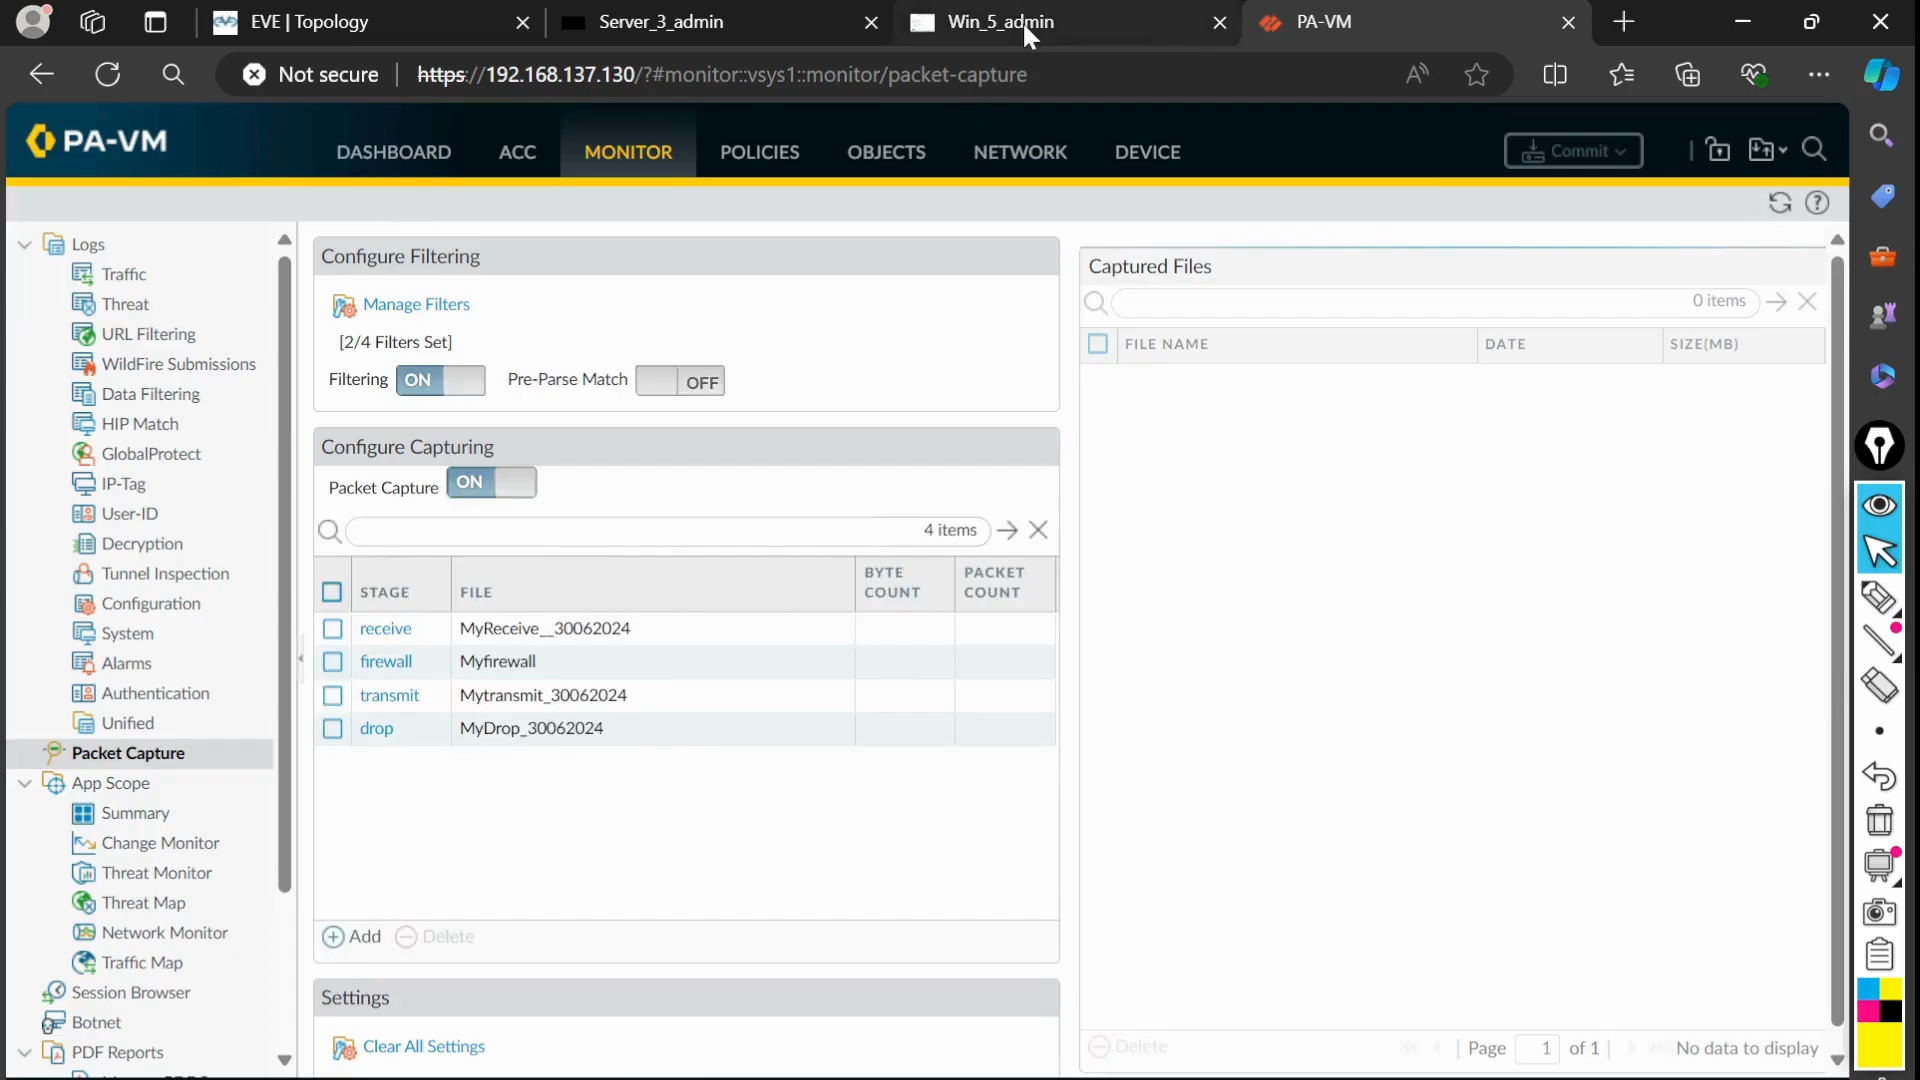 EVE | Topology
Server_3_admin
Win_5_admin
PA-VM
Not secure
https://192.168.137.130/?#monitor::vsys1::monitor/packet-capture
PA-VM
DASHBOARD
ACC
MONITOR
POLICIES
OBJECTS
NETWORK
DEVICE
Commit
Logs
Traffic
Threat
URL Filtering
WildFire Submissions
Data Filtering
HIP Match
GlobalProtect
IP-Tag
User-ID
Decryption
Tunnel Inspection
Configuration
System
Alarms
Authentication
Unified
Packet Capture
App Scope
Summary
Change Monitor
Threat Monitor
Threat Map
Network Monitor
Traffic Map
Session Browser
Botnet
PDF Reports
Configure Filtering
Manage Filters
[2/4 Filters Set]
Filtering ON Pre-Parse Match OFF
Configure Capturing
Packet Capture ON
4 items
STAGE FILE BYTE COUNT PACKET COUNT
receive MyReceive__30062024
firewall Myfirewall
transmit Mytransmit_30062024
drop MyDrop_30062024
Add Delete
Settings
Clear All Settings
Captured Files
0 items
FILE NAME DATE SIZE(MB)
Delete
Page 1 of 1
No data to display